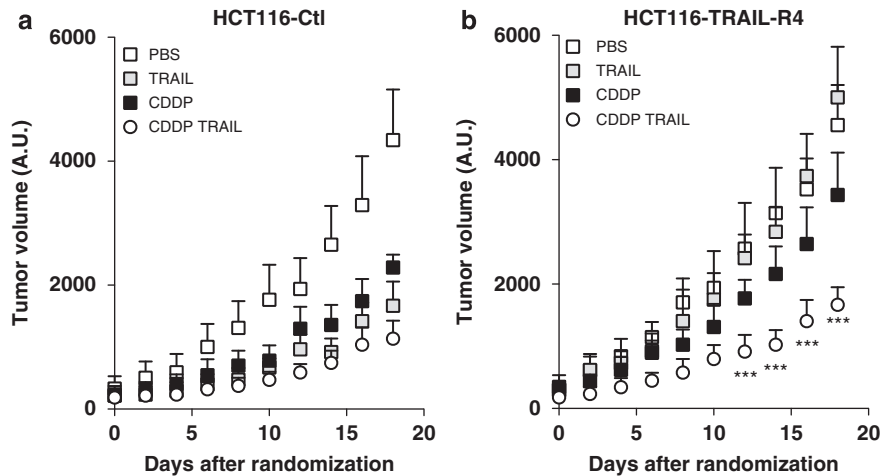 a
HCT116-Ctl
Tumor volume (A.U.)
6000
4000
2000
0
PBS
TRAIL
CDDP
CDDP TRAIL
0
5
10
15
20
Days after randomization
b
HCT116-TRAIL-R4
Tumor volume (A.U.)
6000
4000
2000
0
PBS
TRAIL
CDDP
CDDP TRAIL
***
***
***
***
0
5
10
15
20
Days after randomization